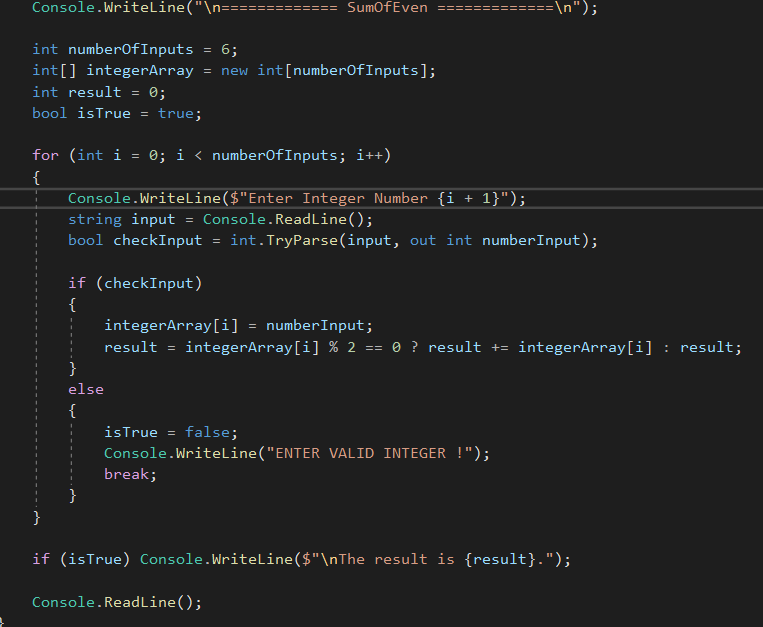 Console.WriteLine("\n============= SumOfEven =============\n");
int numberOfInputs = 6;
int[] integerArray = new int[numberOfInputs];
int result = 0;
bool isTrue = true;
for (int i = 0; i < numberOfInputs; i++)
{
Console.WriteLine($"Enter Integer Number {i + 1}");
string input = Console.ReadLine();
bool checkInput = int.TryParse(input, out int numberInput);
if (checkInput)
{
integerArray[i] = numberInput;
result = integerArray[i] % 2 == 0 ? result += integerArray[i] : result;
}
else
{
isTrue = false;
Console.WriteLine("ENTER VALID INTEGER !");
break;
}
}
if (isTrue) Console.WriteLine($"\nThe result is {result}.");
Console.ReadLine();
}